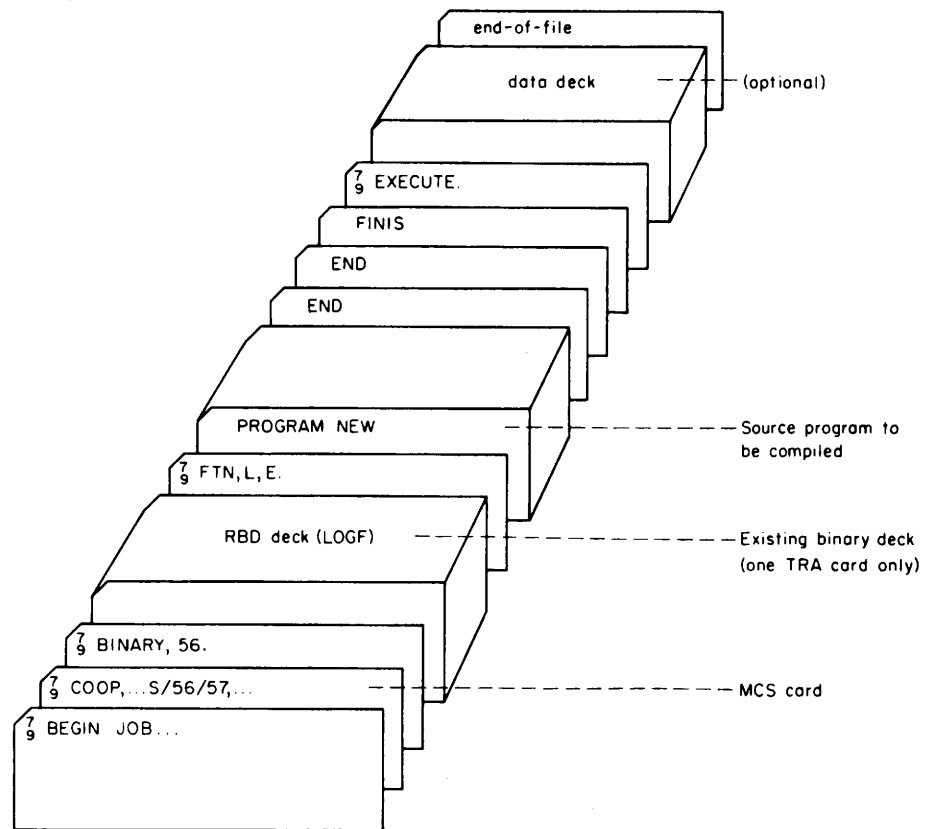 end-of-file
data deck
(optional)
7
9 EXECUTE.
FINIS
END
END
PROGRAM NEW
Source program to
be compiled
7
9 FTN, L, E.
RBD deck (LOGF)
Existing binary deck
(one TRA card only)
7
9 BINARY, 56.
7
9 COOP,...S/56/57,...
MCS card
7
9 BEGIN JOB...